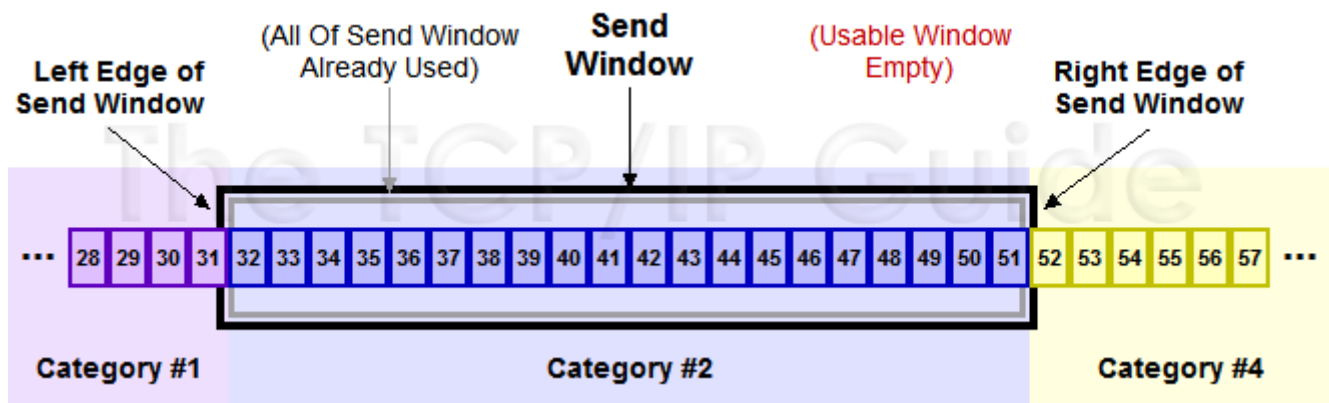 (All Of Send Window
Already Used)
Send
Window
(Usable Window
Empty)
Left Edge of
Send Window
Right Edge of
Send Window
The TCP/IP Guide
... 28 29 30 31 32 33 34 35 36 37 38 39 40 41 42 43 44 45 46 47 48 49 50 51 52 53 54 55 56 57 ...
Category #1
Category #2
Category #4